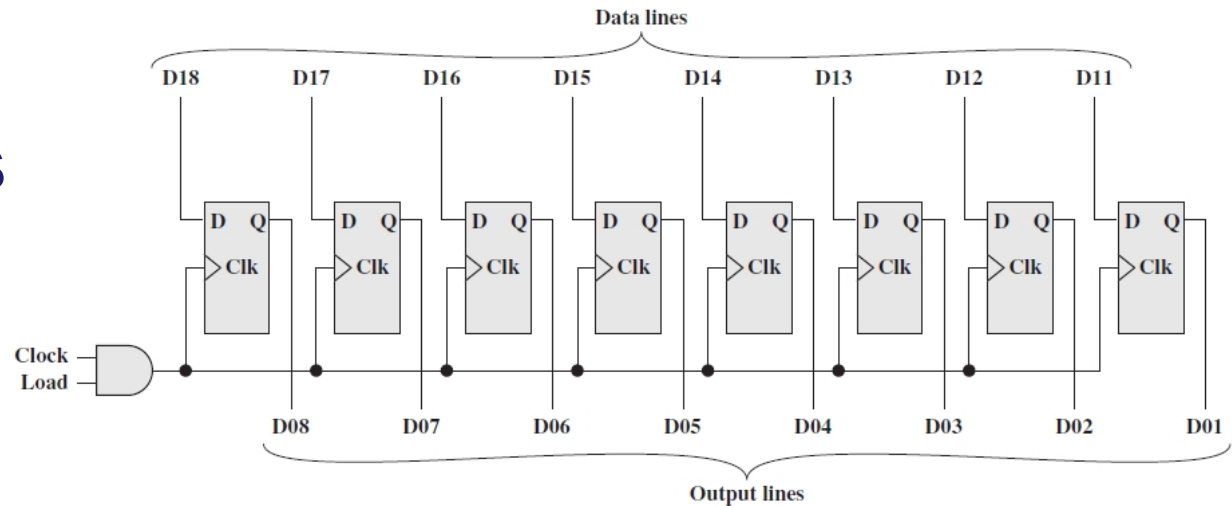 Data lines
D18 D17 D16 D15 D14 D13 D12 D11
s
D Q D Q D Q D Q D Q D Q D Q D Q
Clk Clk Clk Clk Clk Clk Clk Clk
Clock
Load
D08 D07 D06 D05 D04 D03 D02 D01
Output lines